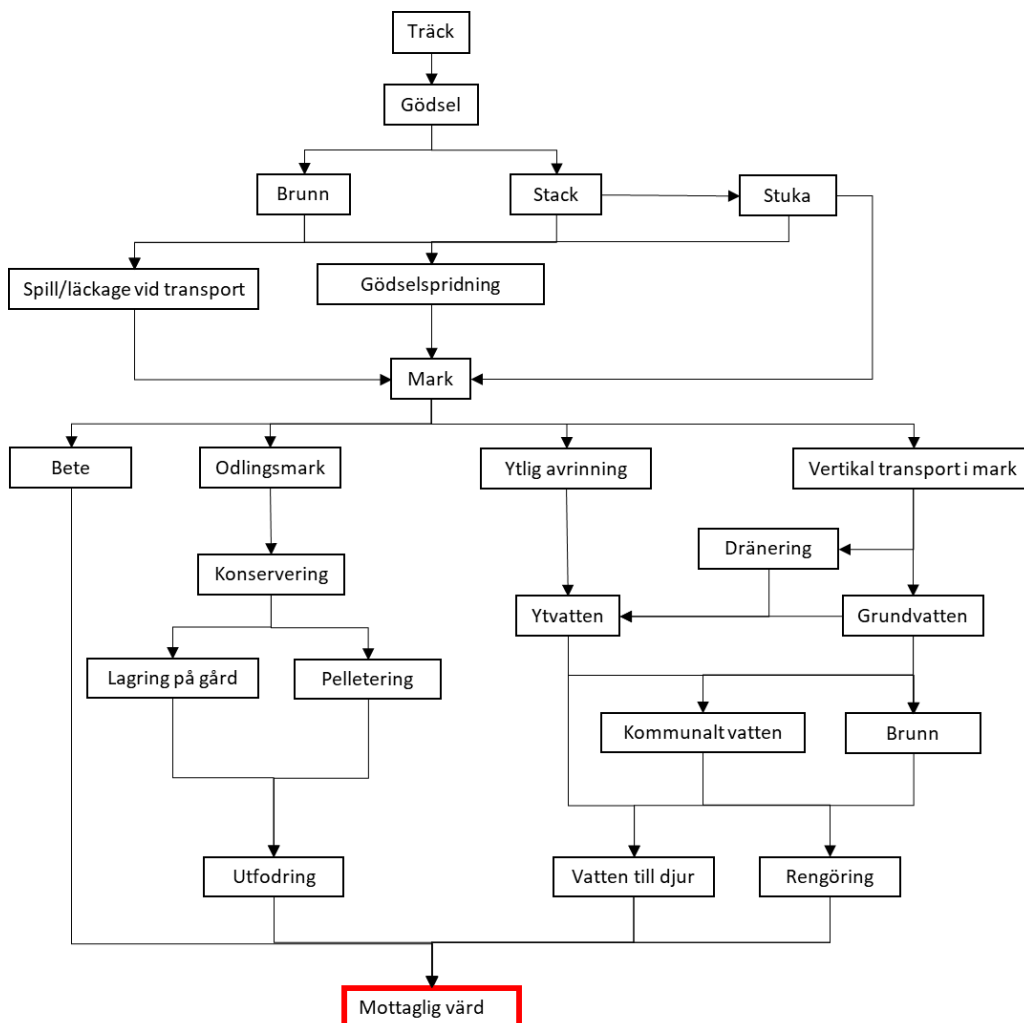 Träck
Gödsel
Brunn
Stack
Stuka
Spill/läckage vid transport
Gödselspridning
Mark
Bete
Odlingsmark
Ytlig avrinning
Vertikal transport i mark
Dränering
Konservering
Ytvatten
Grundvatten
Lagring på gård
Pelletering
Kommunalt vatten
Brunn
Utfodring
Vatten till djur
Rengöring
Mottaglig värd